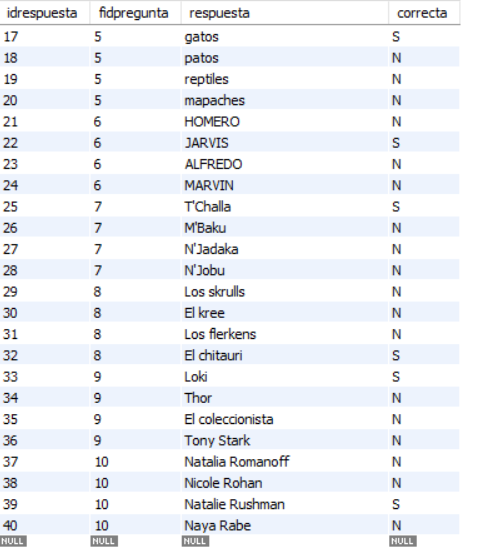 idrespuesta fidpregunta respuesta correcta
17 5 gatos S
18 5 patos N
19 5 reptiles N
20 5 mapaches N
21 6 HOMERO N
22 6 JARVIS S
23 6 ALFREDO N
24 6 MARVIN N
25 7 T'Challa S
26 7 M'Baku N
27 7 N'Jadaka N
28 7 N'Jobu N
29 8 Los skrulls N
30 8 El kree N
31 8 Los flerkens N
32 8 El chitauri S
33 9 Loki S
34 9 Thor N
35 9 El coleccionista N
36 9 Tony Stark N
37 10 Natalia Romanoff N
38 10 Nicole Rohan N
39 10 Natalie Rushman S
40 10 Naya Rabe N
NULL NULL NULL NULL